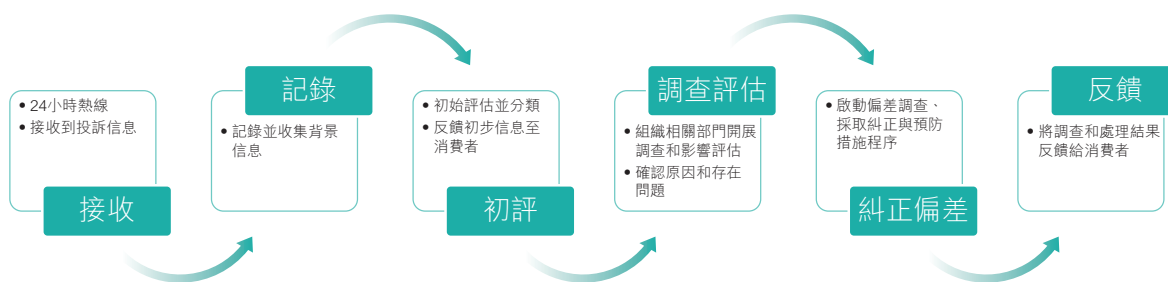 • 24小時熱線
• 接收到投訴信息
接收
記錄
• 記錄並收集背景
信息
• 初始評估並分類
• 反饋初步信息至
消費者
初評
調查評估
• 組織相關部門開展
調查和影響評估
• 確認原因和存在
問題
• 啟動偏差調查、
採取糾正與預防
措施程序
糾正偏差
反饋
• 將調查和處理結果
反饋給消費者